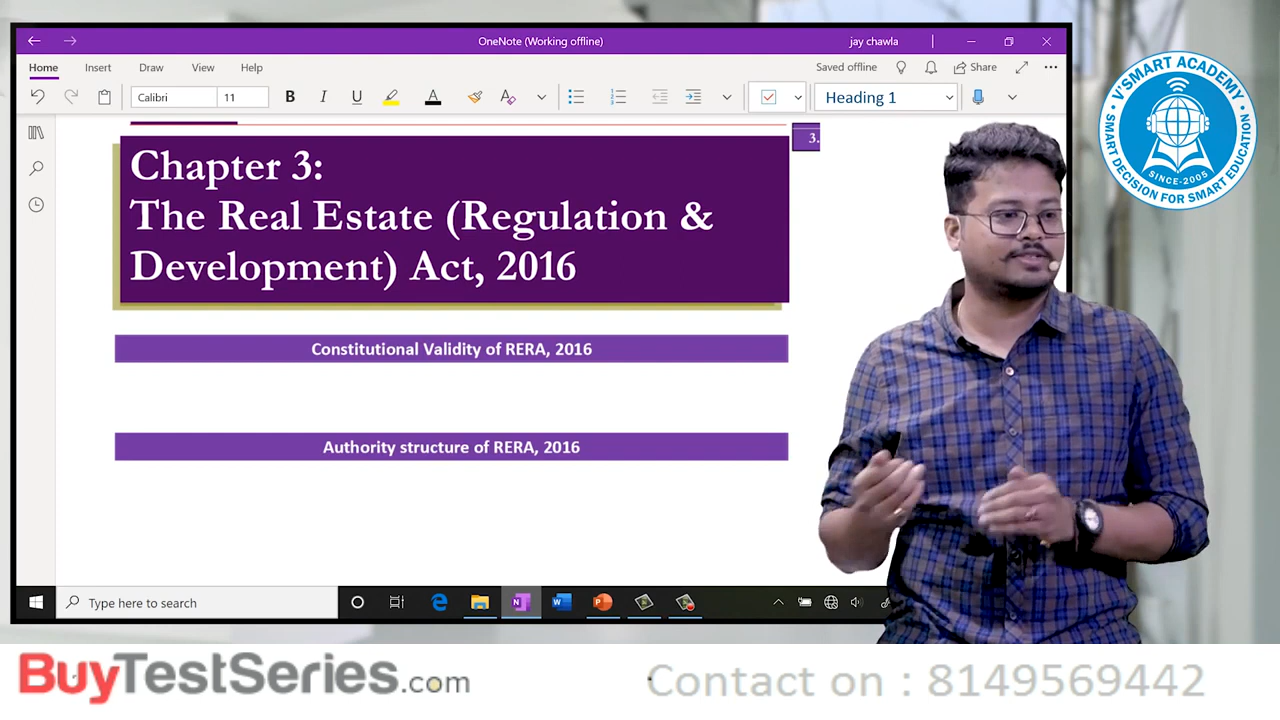 OneNote (Working offline)
jay chawla
Home Insert Draw View Help
Saved offline
Share
Calibri
11
B I U A A
Heading 1
3.
Chapter 3:
The Real Estate (Regulation &
Development) Act, 2016
Constitutional Validity of RERA, 2016
Authority structure of RERA, 2016
Type here to search
V'SMART ACADEMY
SMART DECISION FOR SMART EDUCATION
SINCE-2005
BuyTestSeries.com
Contact on : 8149569442